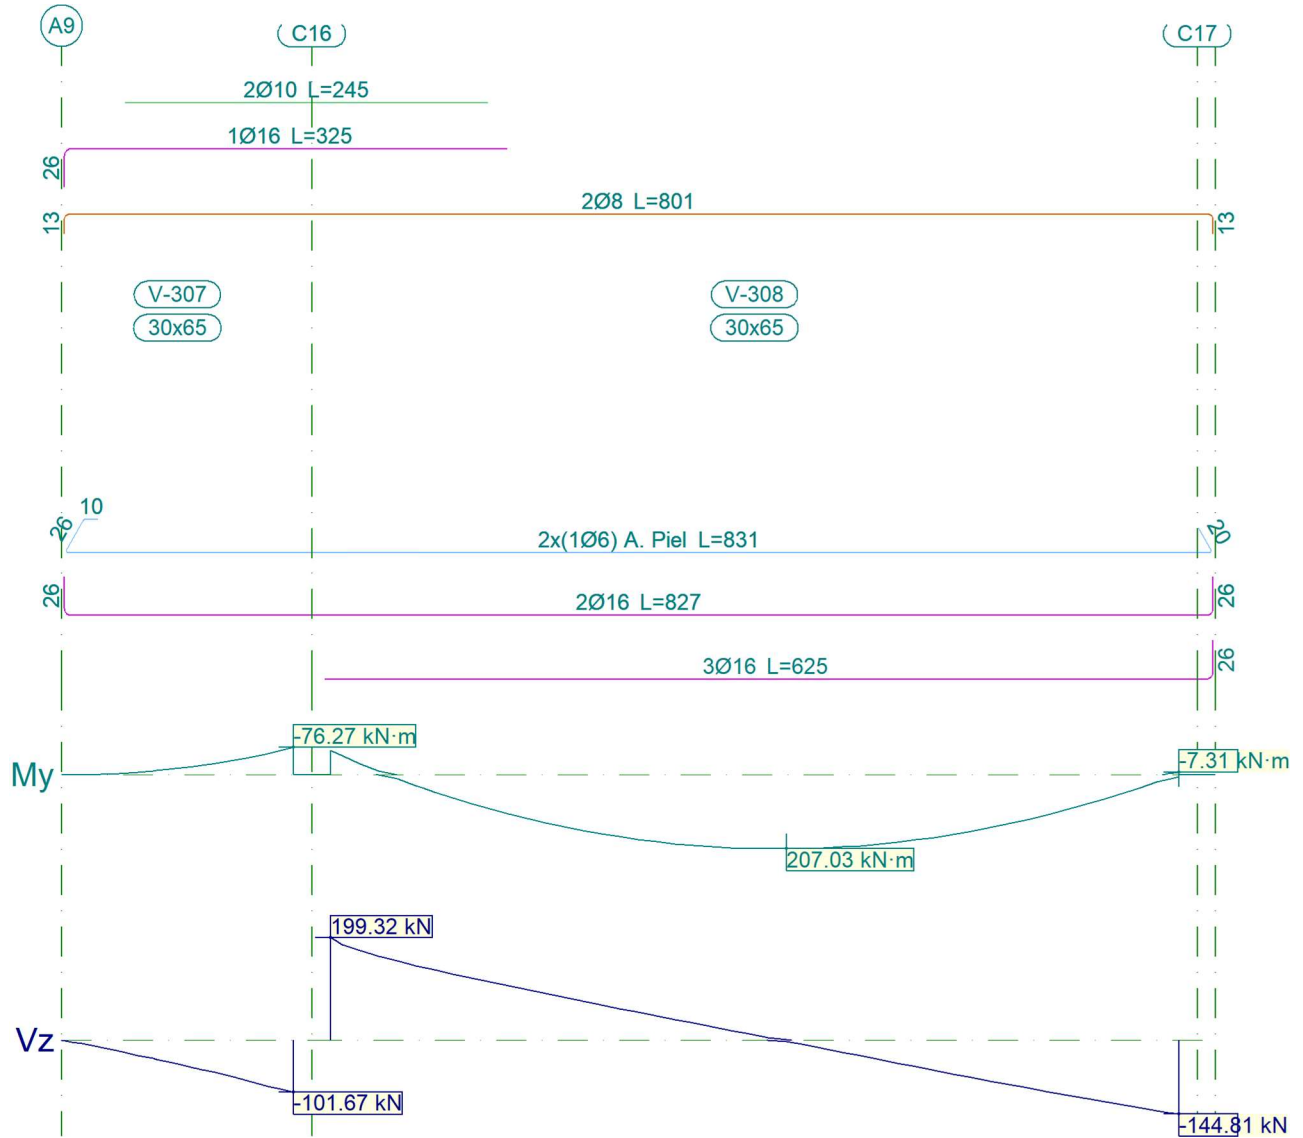 A9
C16
C17
2Ø10 L=245
1Ø16 L=325
26
2Ø8 L=801
13
13
V-307
V-308
30x65
30x65
10
26
2x(1Ø6) A. Piel L=831
20
26
2Ø16 L=827
26
3Ø16 L=625
26
-76.27 kN·m
-7.31 kN·m
My
207.03 kN·m
199.32 kN
Vz
-101.67 kN
-144.81 kN